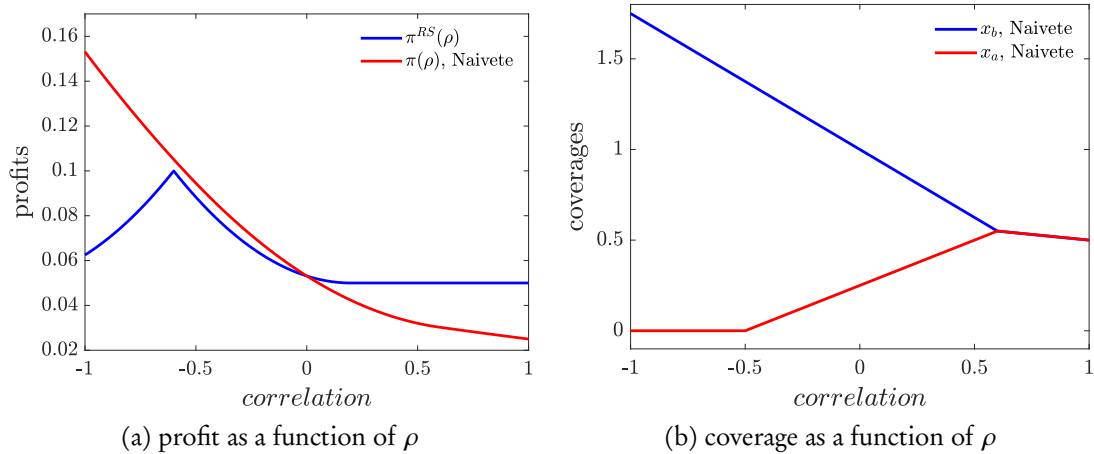 0.16
0.14
0.12
0.1
0.08
0.06
0.04
0.02
profits
-1 -0.5 0 0.5 1
correlation
π^{RS}(ρ)
π(ρ), Naivete
(a) profit as a function of ρ
1.5
1
0.5
0
coverages
-1 -0.5 0 0.5 1
correlation
x_b, Naivete
x_a, Naivete
(b) coverage as a function of ρ